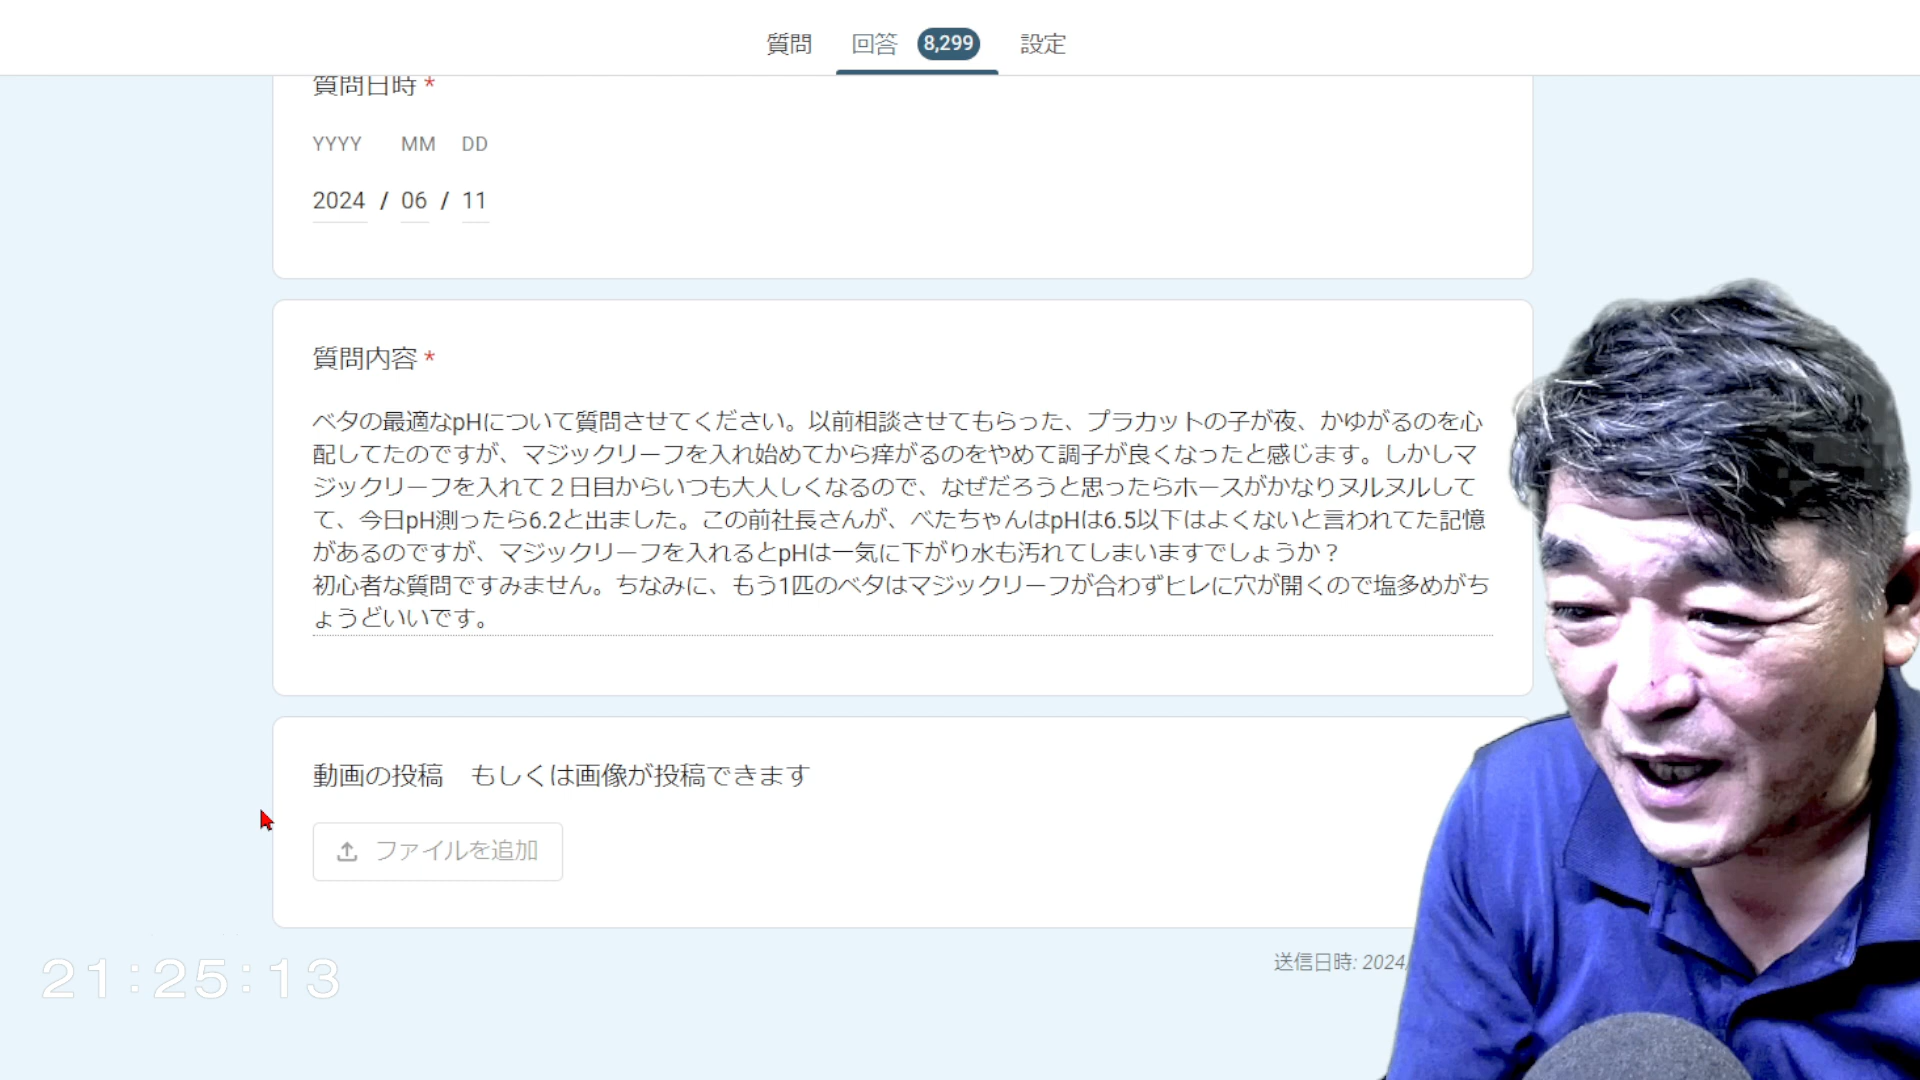 質問 回答 8,299 設定
質問日時 *
YYYY MM DD
2024 / 06 / 11
質問内容 *
ベタの最適なpHについて質問させてください。以前相談させてもらった、プラカットの子が夜、かゆがるのを心
配してたのですが、マジックリーフを入れ始めてから痒がるのをやめて調子が良くなったと感じます。しかしマ
ジックリーフを入れて２日目からいつも大人しくなるので、なぜだろうと思ったらホースがかなりヌルヌルして
て、今日pH測ったら6.2と出ました。この前社長さんが、べたちゃんはpHは6.5以下はよくないと言われてた記憶
があるのですが、マジックリーフを入れるとpHは一気に下がり水も汚れてしまいますでしょうか？
初心者な質問ですみません。ちなみに、もう1匹のベタはマジックリーフが合わずヒレに穴が開くので塩多めがち
ょうどいいです。
動画の投稿　もしくは画像が投稿できます
ファイルを追加
送信日時: 2024/
21:25:13